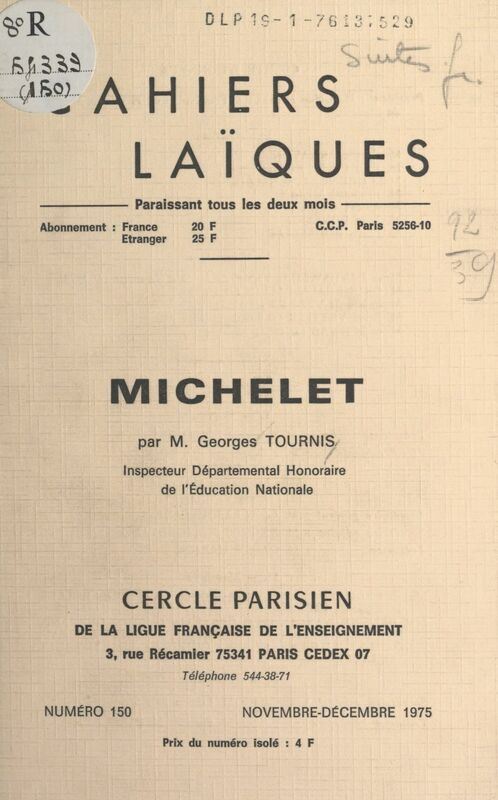 DLP 19-1-76137529
8° R
(150)
CAHIERS
LAÏQUES
Paraissant tous les deux mois
Abonnement : France 20 F C.C.P. Paris 5256-10
Etranger 25 F
92
39
MICHELET
par M. Georges TOURNIS
Inspecteur Départemental Honoraire
de l'Éducation Nationale
CERCLE PARISIEN
DE LA LIGUE FRANÇAISE DE L'ENSEIGNEMENT
3, rue Récamier 75341 PARIS CEDEX 07
Téléphone 544-38-71
NUMÉRO 150 NOVEMBRE-DÉCEMBRE 1975
Prix du numéro isolé : 4 F